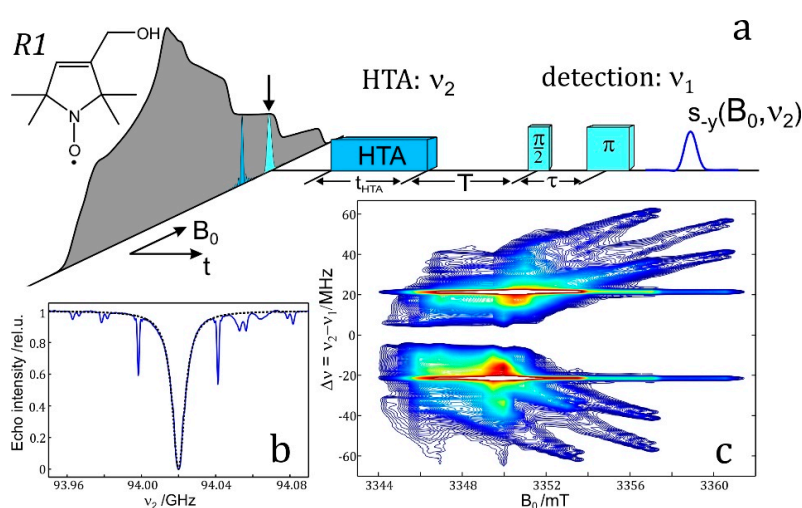 R1
OH
N
O
a
HTA: ν₂
detection: ν₁
s₋y(B₀,ν₂)
HTA
π/2
π
t_HTA
T
τ
B₀
t
Echo intensity /rel.u.
1
0.8
0.6
0.4
0.2
0
b
93.96 94.00 94.04 94.08
ν₂ /GHz
Δν = ν₂-ν₁/MHz
60
40
20
0
-20
-40
-60
c
3344 3348 3352 3356 3360
B₀/mT